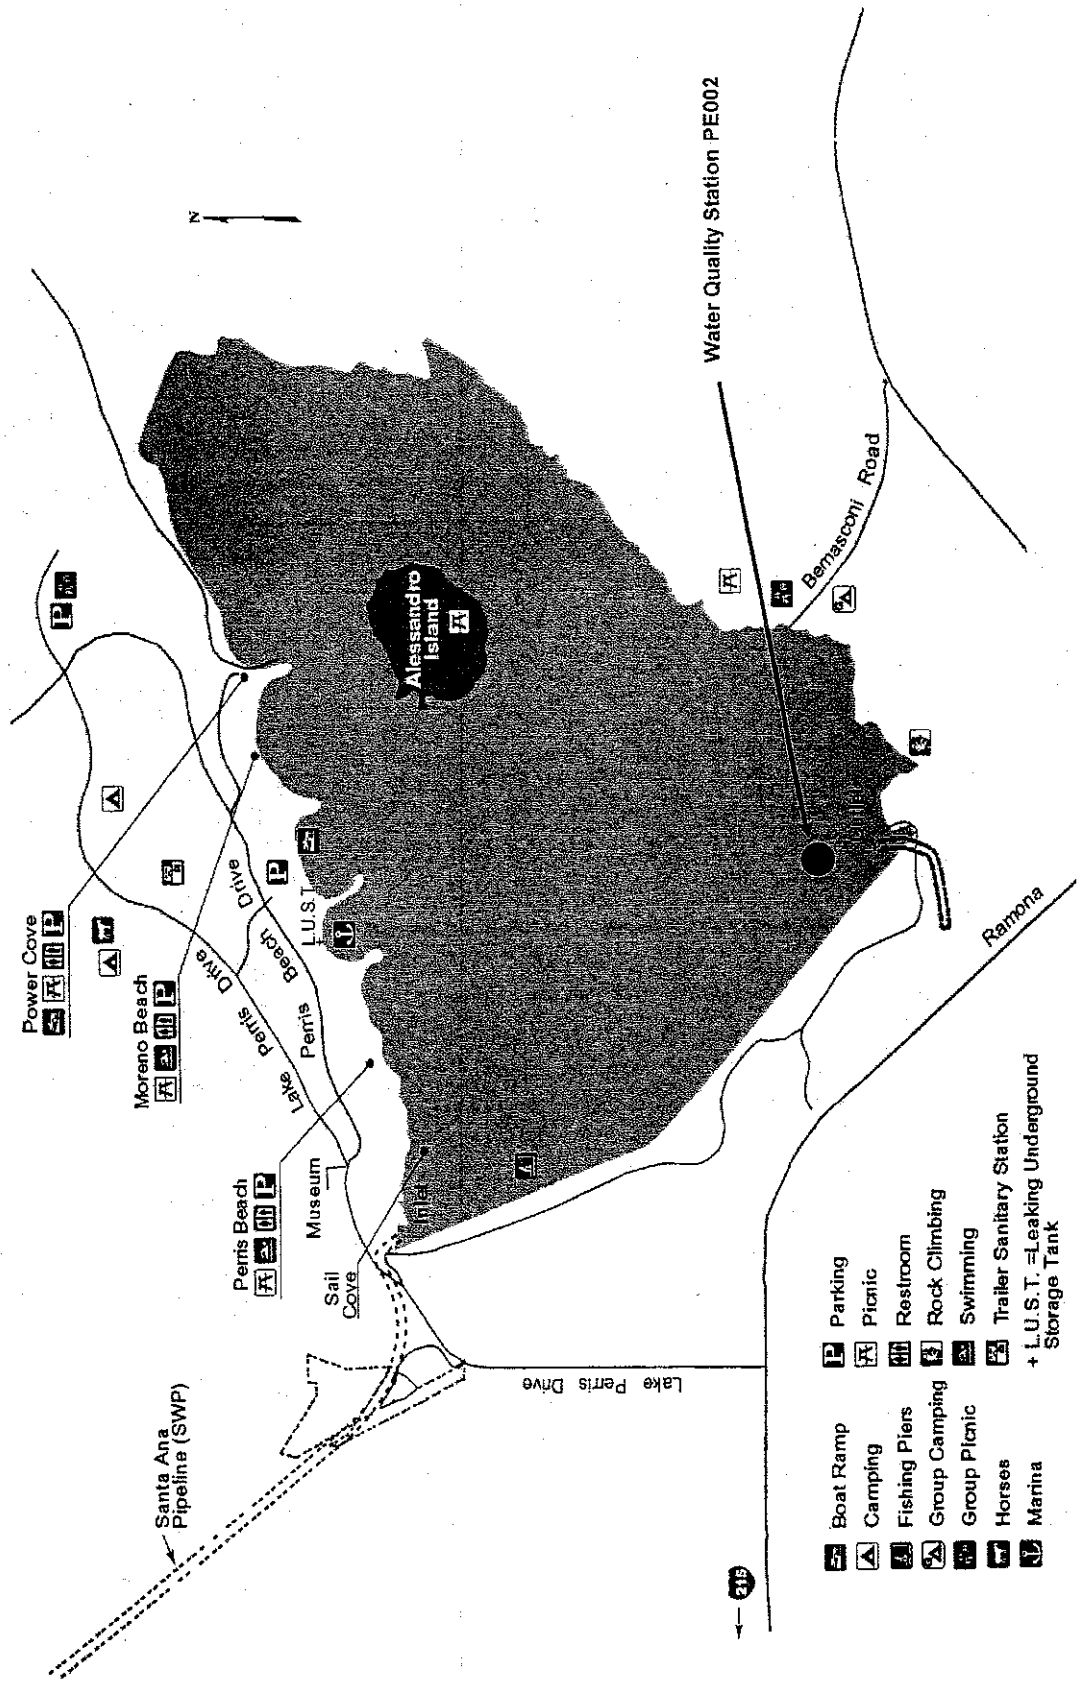 Santa Ana
Pipeline (SWP)
Power Cove
P
Moreno Beach
P
Perris Beach
P
Museum
Sail
Cove
Inlet
Lake Perris Drive
Perris Beach Drive
P
L.U.S.T.
+
P
N
Alessandro
Island
Water Quality Station PE002
Outlet
Bernasconi Road
Ramona
Lake Perris Drive
215
Boat Ramp
Camping
Fishing Piers
Group Camping
Group Picnic
Horses
Marina
P Parking
Picnic
Restroom
Rock Climbing
Swimming
Trailer Sanitary Station
+ L.U.S.T. =Leaking Underground
Storage Tank